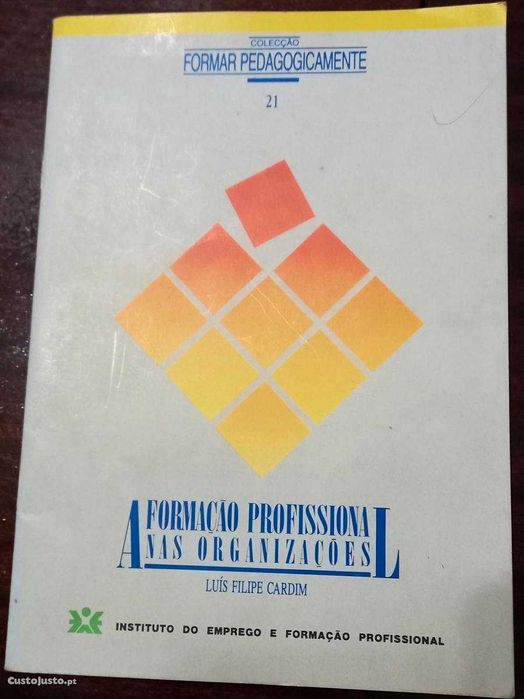 COLECÇÃO
FORMAR PEDAGOGICAMENTE
21
A FORMAÇÃO PROFISSIONAL
NAS ORGANIZAÇÕES
LUÍS FILIPE CARDIM
INSTITUTO DO EMPREGO E FORMAÇÃO PROFISSIONAL
CustoJusto.pt